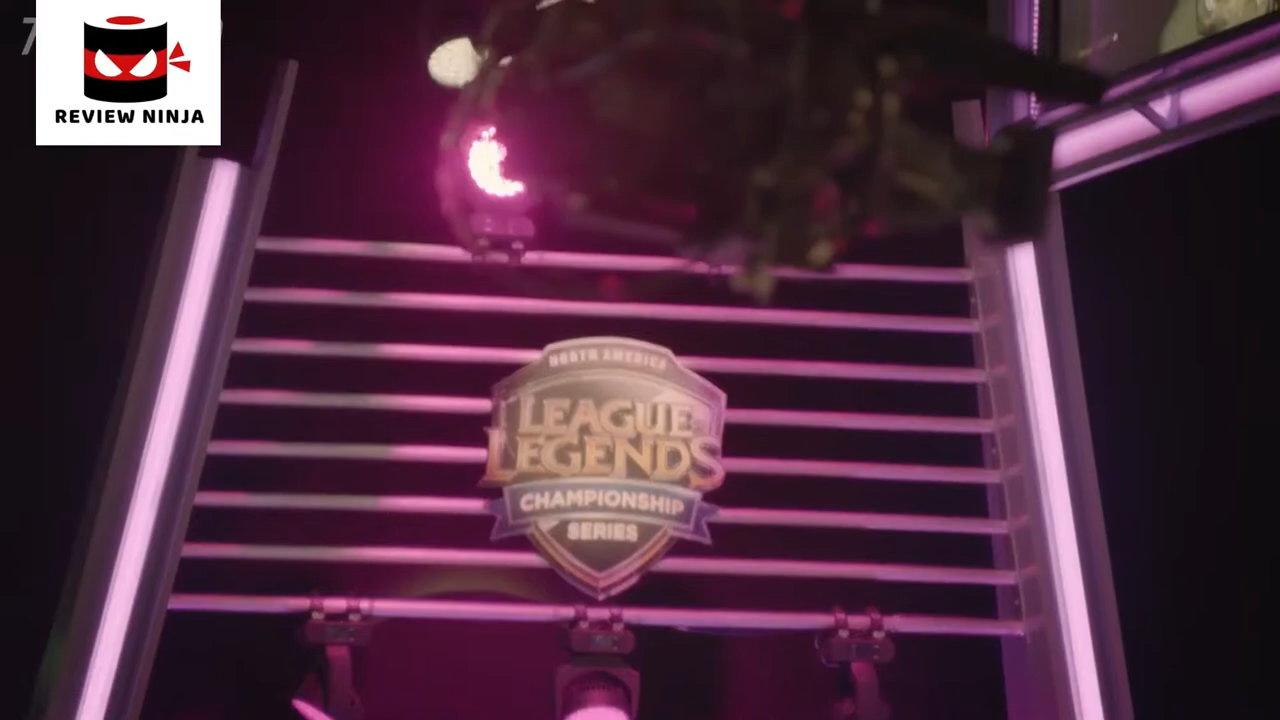 REVIEW NINJA
NORTH AMERICA
LEAGUE
LEGENDS
CHAMPIONSHIP
SERIES